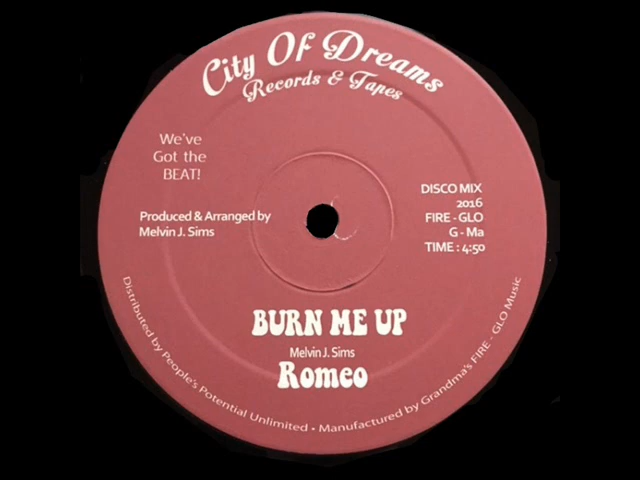 City Of Dreams
Records & Tapes
We've
Got the
BEAT!
Produced & Arranged by
Melvin J. Sims
DISCO MIX
2016
FIRE - GLO
G - Ma
TIME : 4:50
BURN ME UP
Melvin J. Sims
Romeo
Distributed by People's Potential Unlimited • Manufactured by Grandma's FIRE - GLO Music